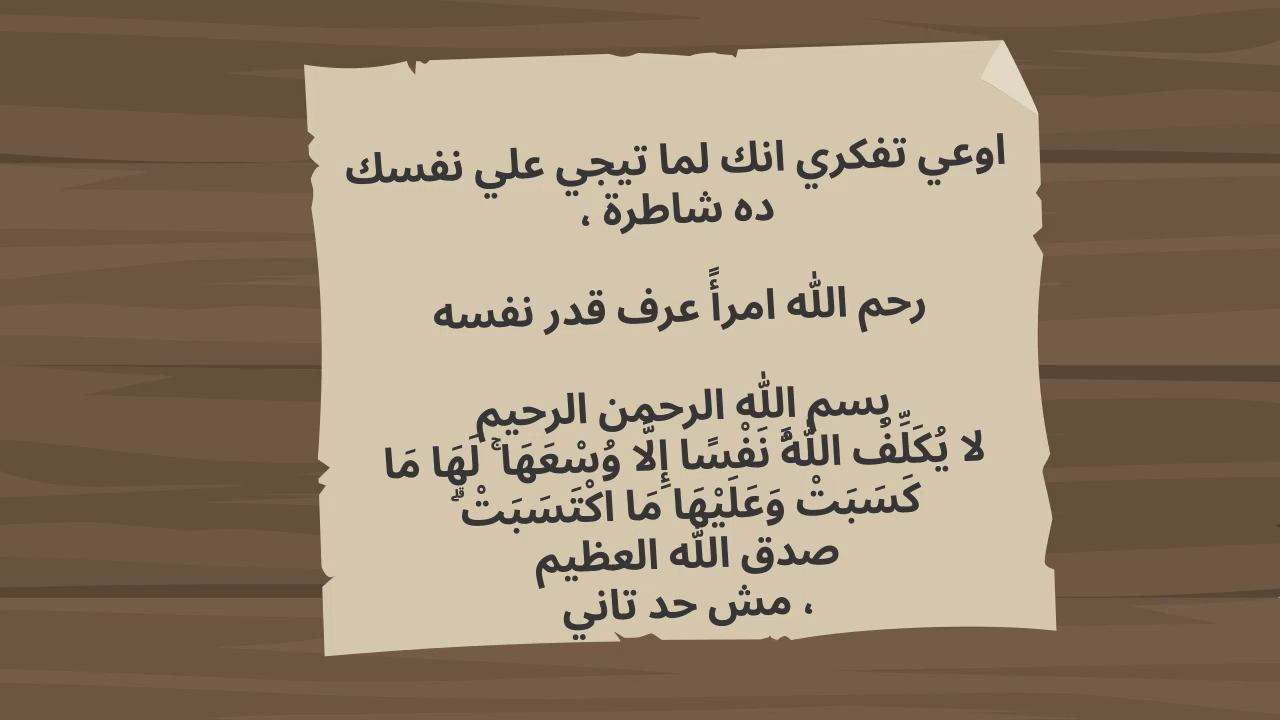 اوعي تفكري انك لما تيجي علي نفسك
ده شاطرة ،
رحم الله امرأً عرف قدر نفسه
بسم الله الرحمن الرحيم
لا يُكَلِّفُ اللَّهُ نَفْسًا إِلَّا وُسْعَهَا ۚ لَهَا مَا
كَسَبَتْ وَعَلَيْهَا مَا اكْتَسَبَتْ ۗ
صدق الله العظيم
، مش حد تاني